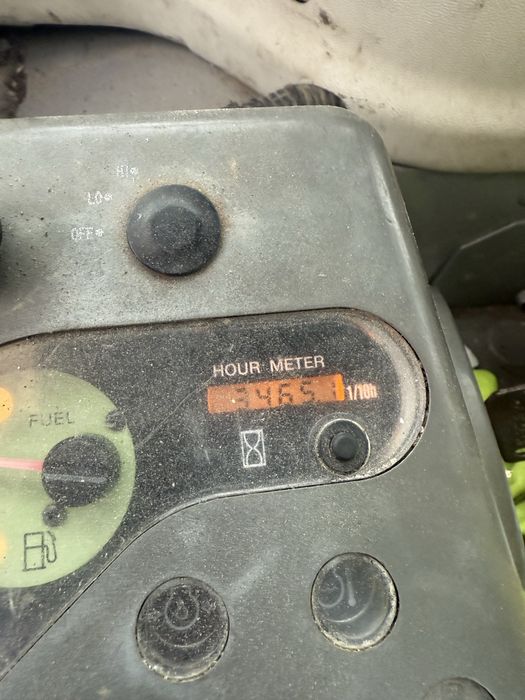 HI
LO
OFF
HOUR METER
34651 1/10h
FUEL